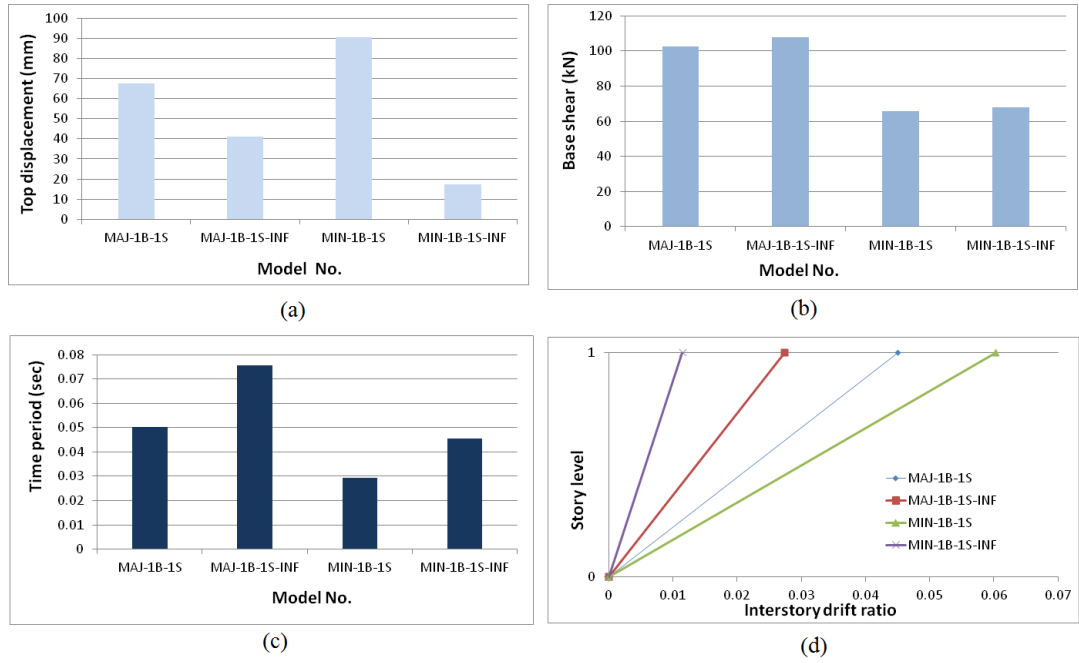 100
90
80
70
60
50
40
30
20
10
0
Top displacement (mm)
MAJ-1B-1S MAJ-1B-1S-INF MIN-1B-1S MIN-1B-1S-INF
Model No.
(a)
120
100
80
60
40
20
0
Base shear (kN)
MAJ-1B-1S MAJ-1B-1S-INF MIN-1B-1S MIN-1B-1S-INF
Model No.
(b)
0.08
0.07
0.06
0.05
0.04
0.03
0.02
0.01
0
Time period (sec)
MAJ-1B-1S MAJ-1B-1S-INF MIN-1B-1S MIN-1B-1S-INF
Model No.
(c)
1
0
Story level
MAJ-1B-1S
MAJ-1B-1S-INF
MIN-1B-1S
MIN-1B-1S-INF
0 0.01 0.02 0.03 0.04 0.05 0.06 0.07
Interstory drift ratio
(d)